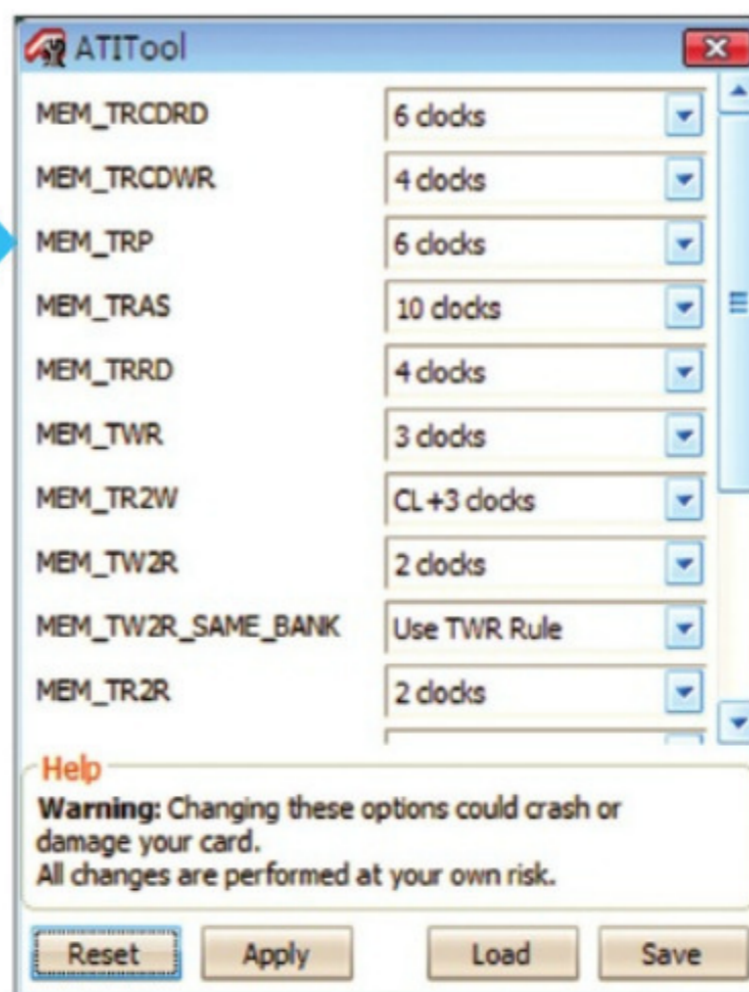 ATITool
MEM_TRCDRD 6 clocks
MEM_TRCDWR 4 clocks
MEM_TRP 6 clocks
MEM_TRAS 10 clocks
MEM_TRRD 4 clocks
MEM_TWR 3 clocks
MEM_TR2W CL+3 clocks
MEM_TW2R 2 clocks
MEM_TW2R_SAME_BANK Use TWR Rule
MEM_TR2R 2 clocks
Help
Warning: Changing these options could crash or
damage your card.
All changes are performed at your own risk.
Reset Apply Load Save